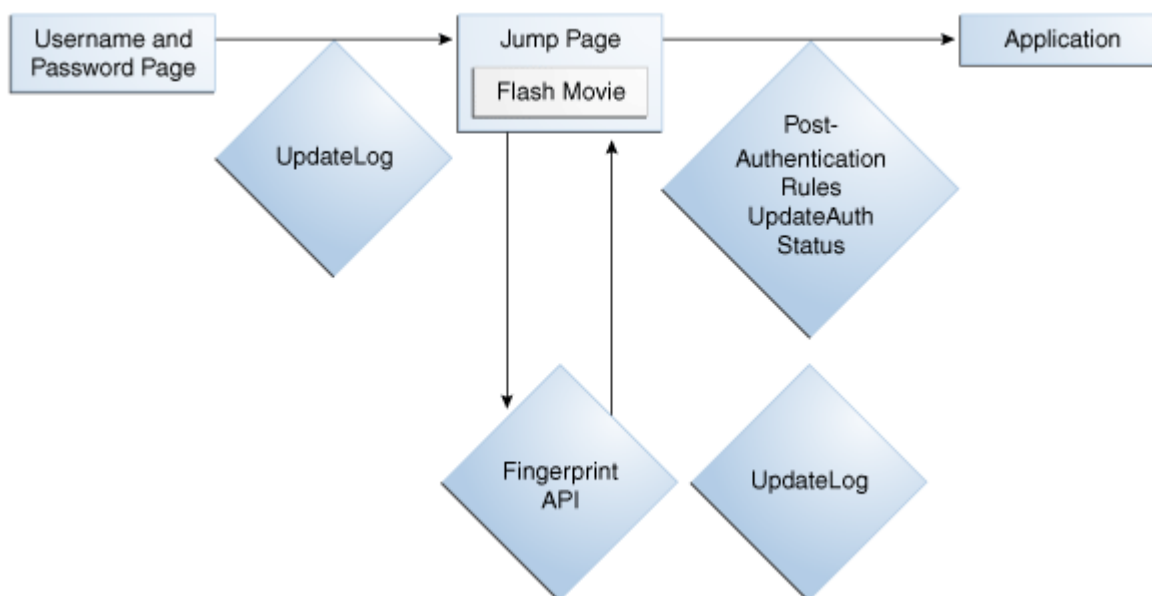 Username and
Password Page
Jump Page
Flash Movie
Application
UpdateLog
Post-
Authentication
Rules
UpdateAuth
Status
Fingerprint
API
UpdateLog